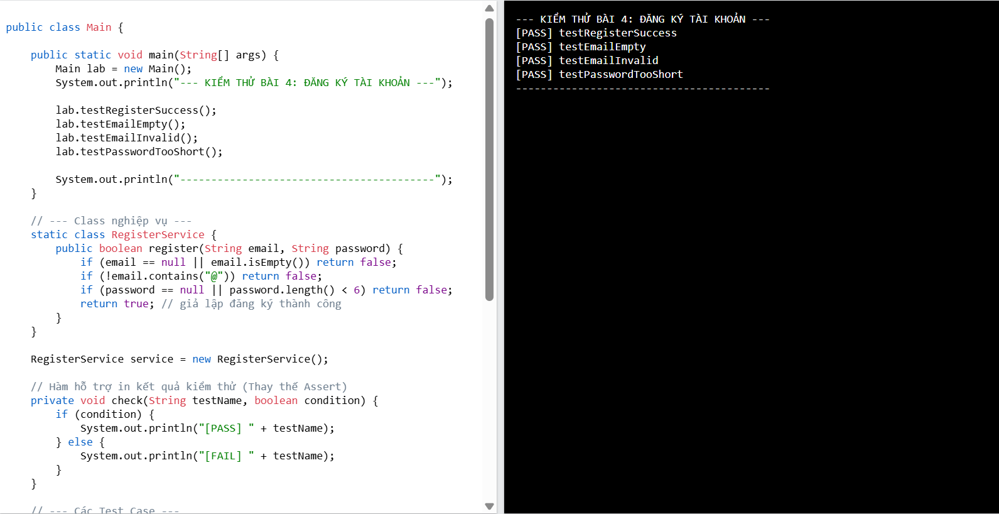 public class Main {
public static void main(String[] args) {
Main lab = new Main();
System.out.println("--- KIỂM THỬ BÀI 4: ĐĂNG KÝ TÀI KHOẢN ---");
lab.testRegisterSuccess();
lab.testEmailEmpty();
lab.testEmailInvalid();
lab.testPasswordTooShort();
System.out.println("-----------------------------------------");
}
// --- Class nghiệp vụ ---
static class RegisterService {
public boolean register(String email, String password) {
if (email == null || email.isEmpty()) return false;
if (!email.contains("@")) return false;
if (password == null || password.length() < 6) return false;
return true; // giả lập đăng ký thành công
}
}
RegisterService service = new RegisterService();
// Hàm hỗ trợ in kết quả kiểm thử (Thay thế Assert)
private void check(String testName, boolean condition) {
if (condition) {
System.out.println("[PASS] " + testName);
} else {
System.out.println("[FAIL] " + testName);
}
}
// --- Các Test Case ---
--- KIỂM THỬ BÀI 4: ĐĂNG KÝ TÀI KHOẢN ---
[PASS] testRegisterSuccess
[PASS] testEmailEmpty
[PASS] testEmailInvalid
[PASS] testPasswordTooShort
-----------------------------------------